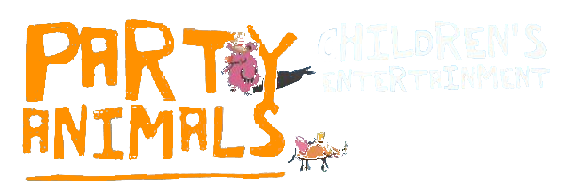 PARTY
ANIMALS
CHILDREN'S
ENTERTAINMENT